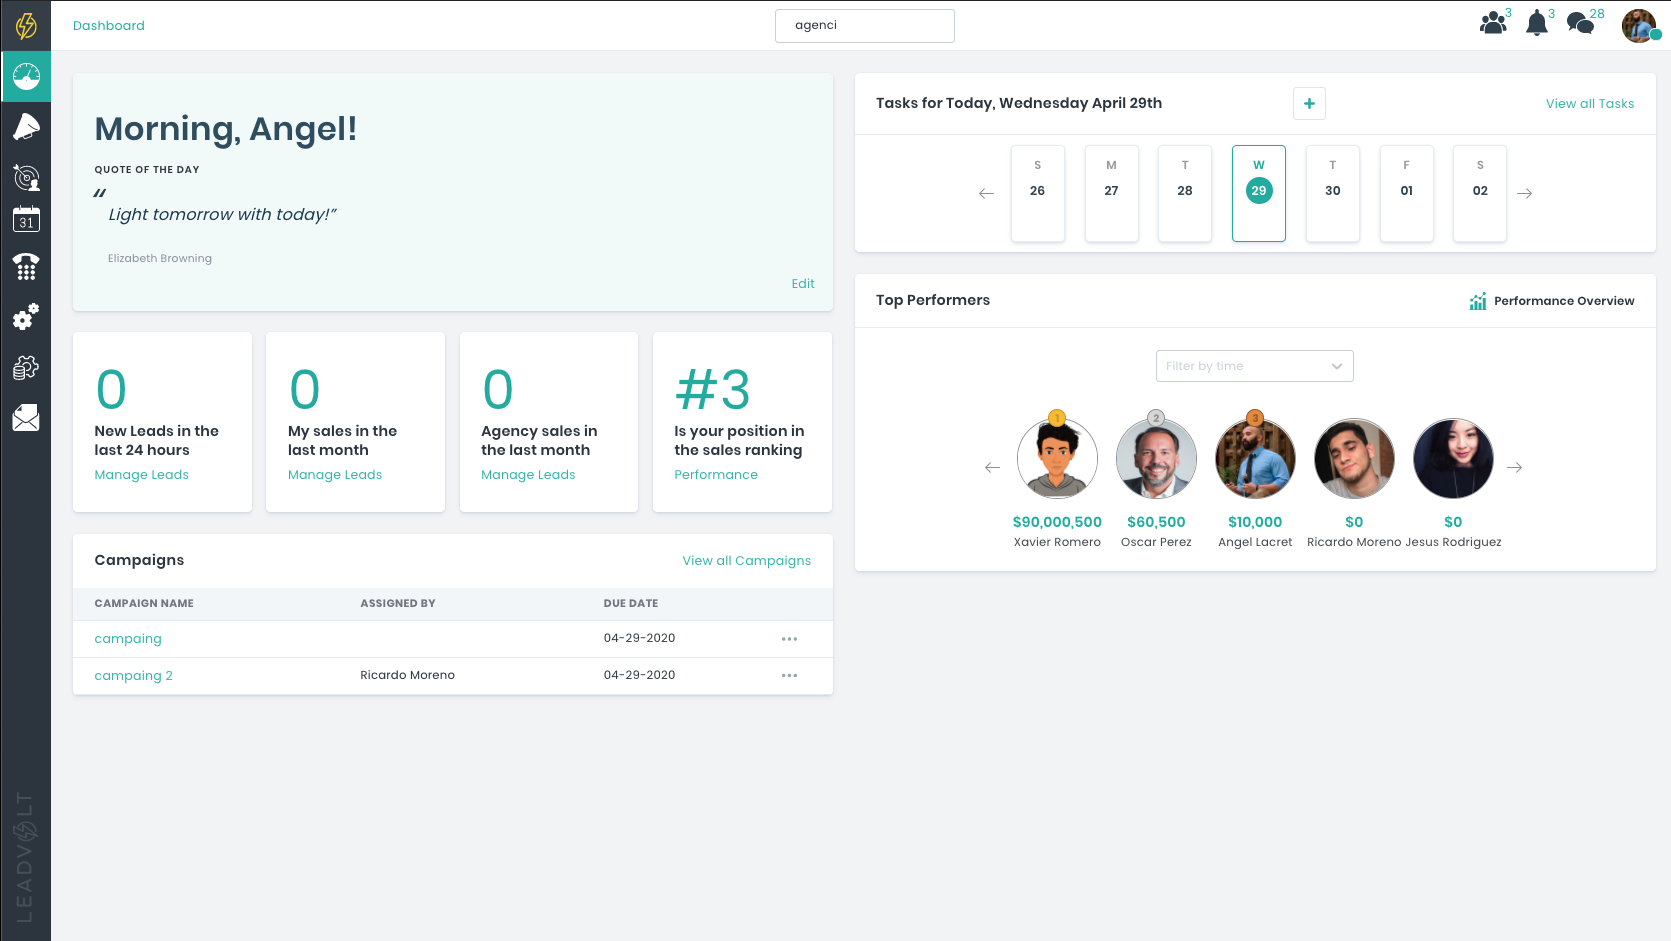 Dashboard
agenci
3
3
28
Morning, Angel!
QUOTE OF THE DAY
“
Light tomorrow with today!”
Elizabeth Browning
Edit
31
0
New Leads in the
last 24 hours
Manage Leads
0
My sales in the
last month
Manage Leads
0
Agency sales in
the last month
Manage Leads
#3
Is your position in
the sales ranking
Performance
Campaigns
View all Campaigns
CAMPAIGN NAME ASSIGNED BY DUE DATE
campaing 04-29-2020
campaing 2 Ricardo Moreno 04-29-2020
Tasks for Today, Wednesday April 29th
+
View all Tasks
S M T W T F S
26 27 28 29 30 01 02
Top Performers
Performance Overview
Filter by time
1 2 3
$90,000,500 $60,500 $10,000 $0 $0
Xavier Romero Oscar Perez Angel Lacret Ricardo Moreno Jesus Rodriguez
LEADVOLT